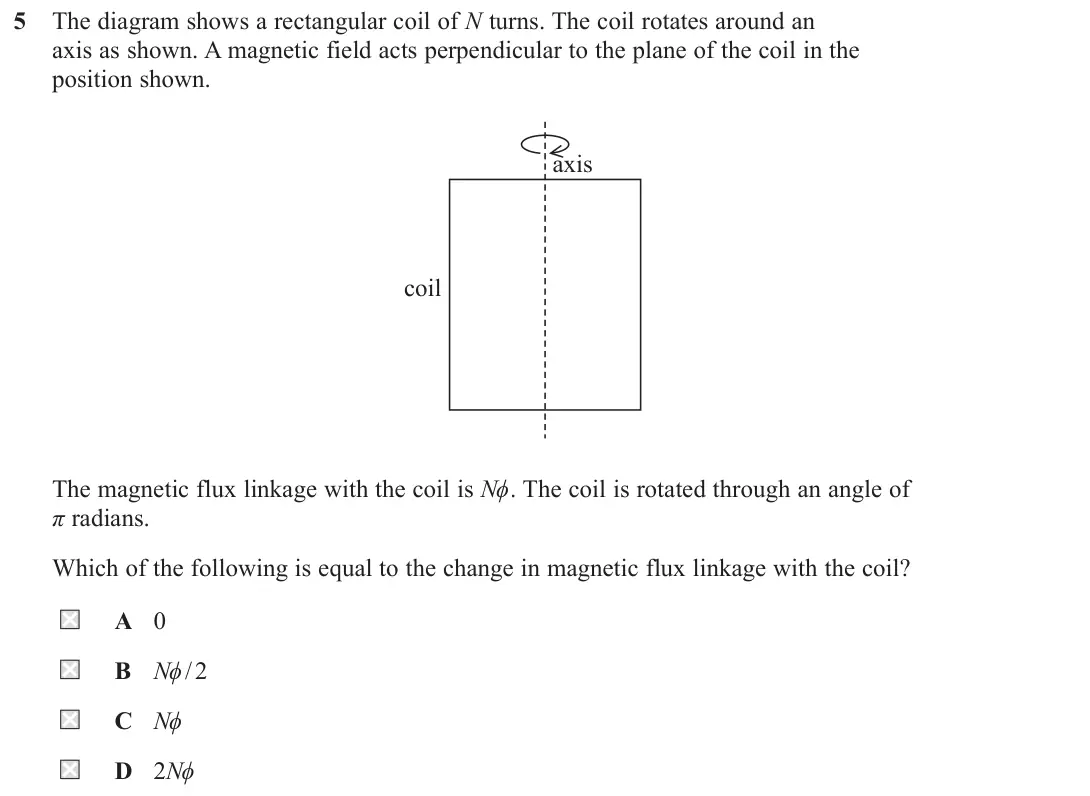 5 The diagram shows a rectangular coil of N turns. The coil rotates around an
axis as shown. A magnetic field acts perpendicular to the plane of the coil in the
position shown.
axis
coil
The magnetic flux linkage with the coil is Nϕ. The coil is rotated through an angle of
π radians.
Which of the following is equal to the change in magnetic flux linkage with the coil?
A 0
B Nϕ/2
C Nϕ
D 2Nϕ